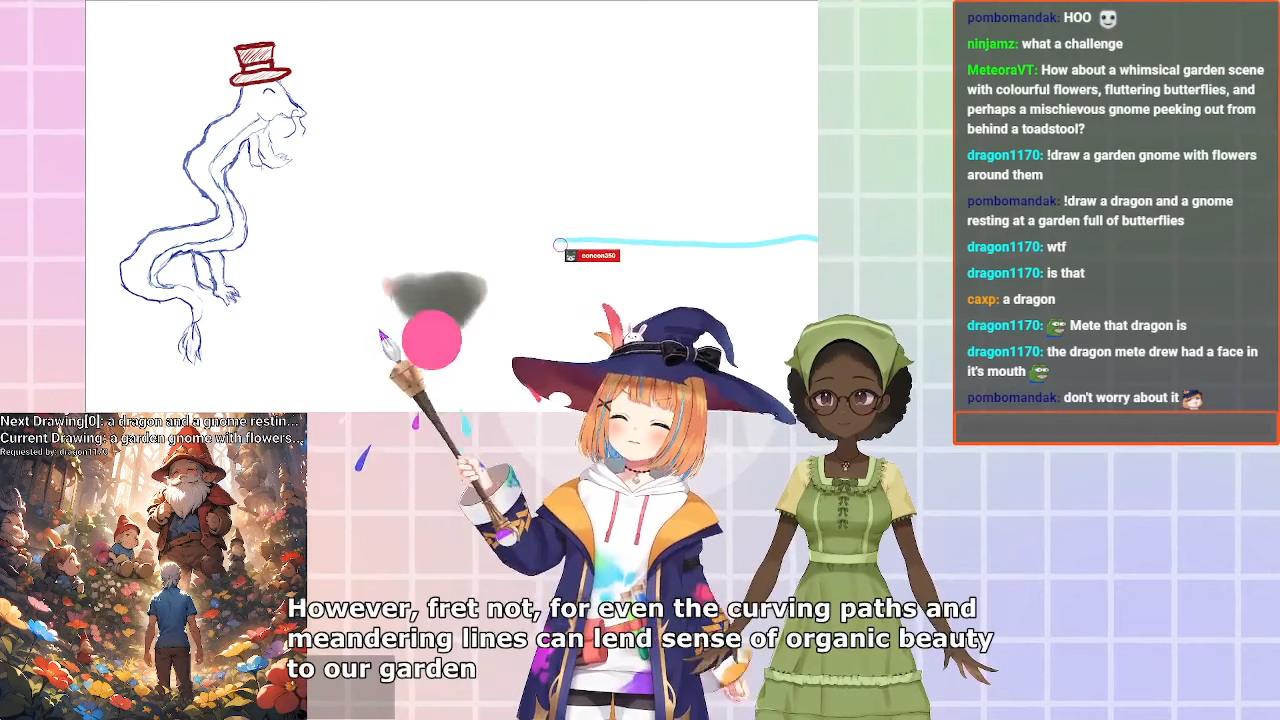 pombomandak: HOO
ninjamz: what a challenge
MeteoraVT: How about a whimsical garden scene
with colourful flowers, fluttering butterflies, and
perhaps a mischievous gnome peeking out from
behind a toadstool?
dragon1170: !draw a garden gnome with flowers
around them
pombomandak: !draw a dragon and a gnome
resting at a garden full of butterflies
dragon1170: wtf
dragon1170: is that
caxp: a dragon
dragon1170: Mete that dragon is
dragon1170: the dragon mete drew had a face in
it's mouth
pombomandak: don't worry about it
concon350
Next Drawing[0]: a dragon and a gnome restin...
Current Drawing: a garden gnome with flowers...
Requested by: dragon1170
However, fret not, for even the curving paths and
meandering lines can lend sense of organic beauty
to our garden